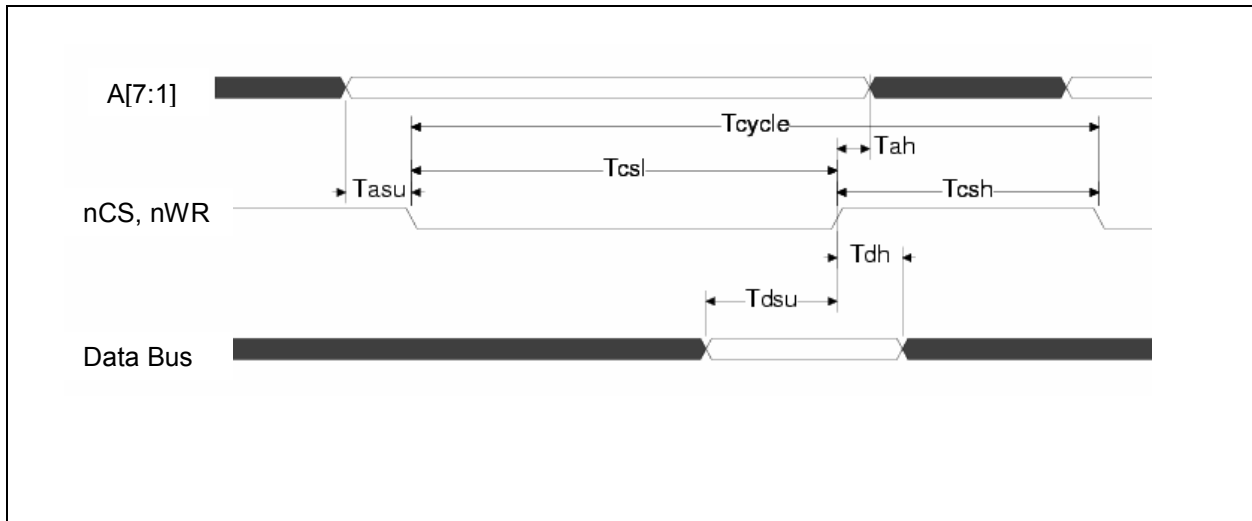 A[7:1]
Tcycle
Tah
Tcsl
Tasu
Tcsh
nCS, nWR
Tdh
Tdsu
Data Bus